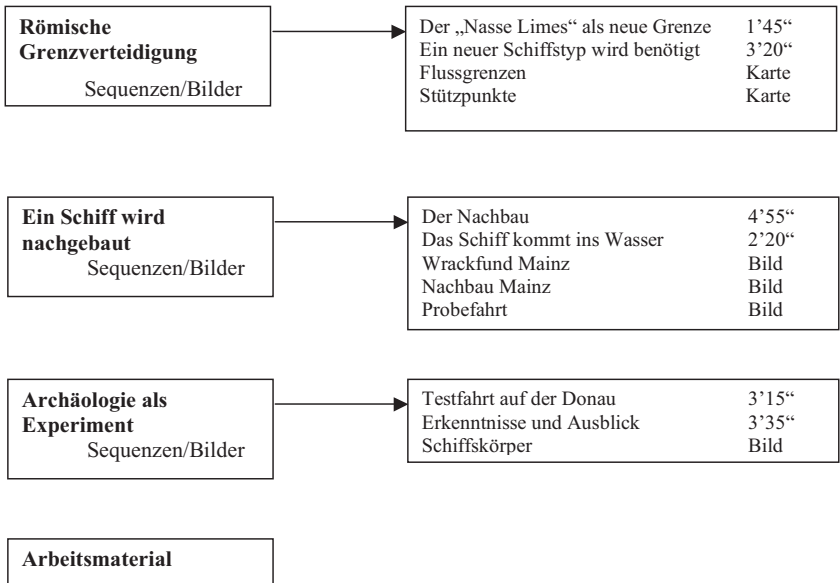 Römische
Grenzverteidigung
Sequenzen/Bilder
Der „Nasse Limes“ als neue Grenze 1’45“
Ein neuer Schiffstyp wird benötigt 3’20“
Flussgrenzen Karte
Stützpunkte Karte
Ein Schiff wird
nachgebaut
Sequenzen/Bilder
Der Nachbau 4’55“
Das Schiff kommt ins Wasser 2’20“
Wrackfund Mainz Bild
Nachbau Mainz Bild
Probefahrt Bild
Archäologie als
Experiment
Sequenzen/Bilder
Testfahrt auf der Donau 3’15“
Erkenntnisse und Ausblick 3’35“
Schiffskörper Bild
Arbeitsmaterial